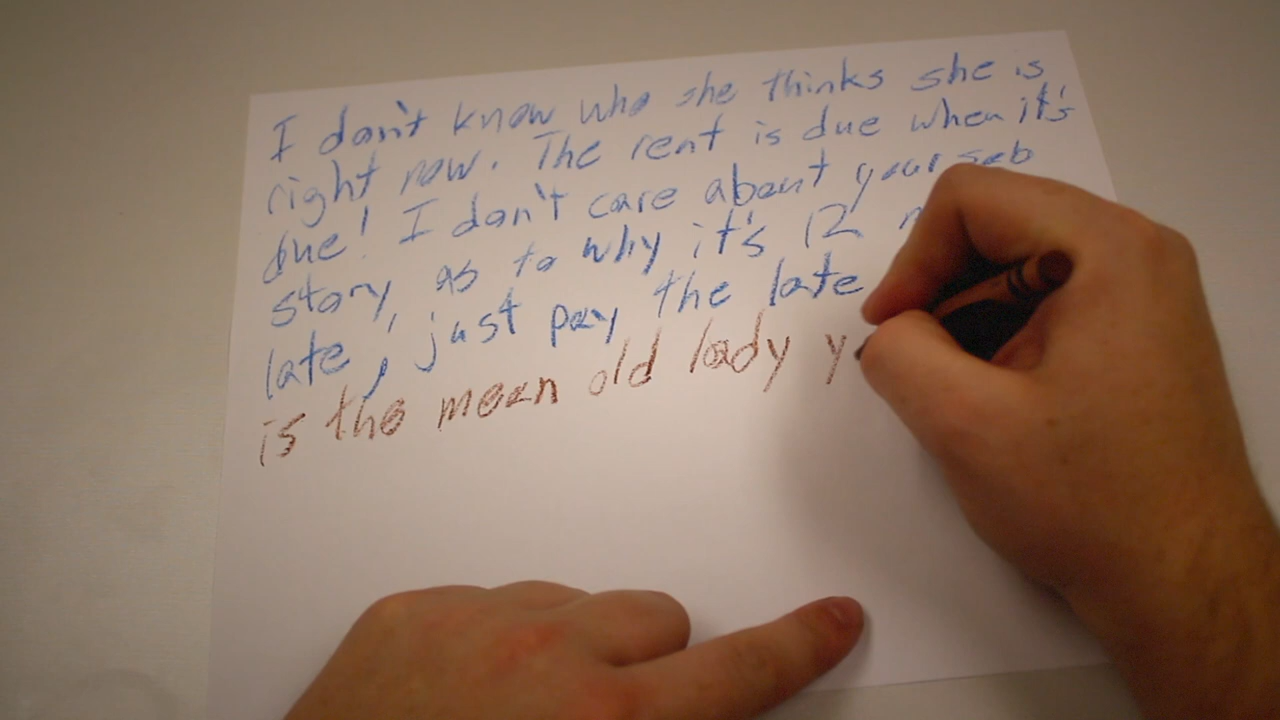 I don't know who she thinks she is
right now. The rent is due when it's
due! I don't care about your sob
story, as to why it's 12
late, just pay the late
is the mean old lady